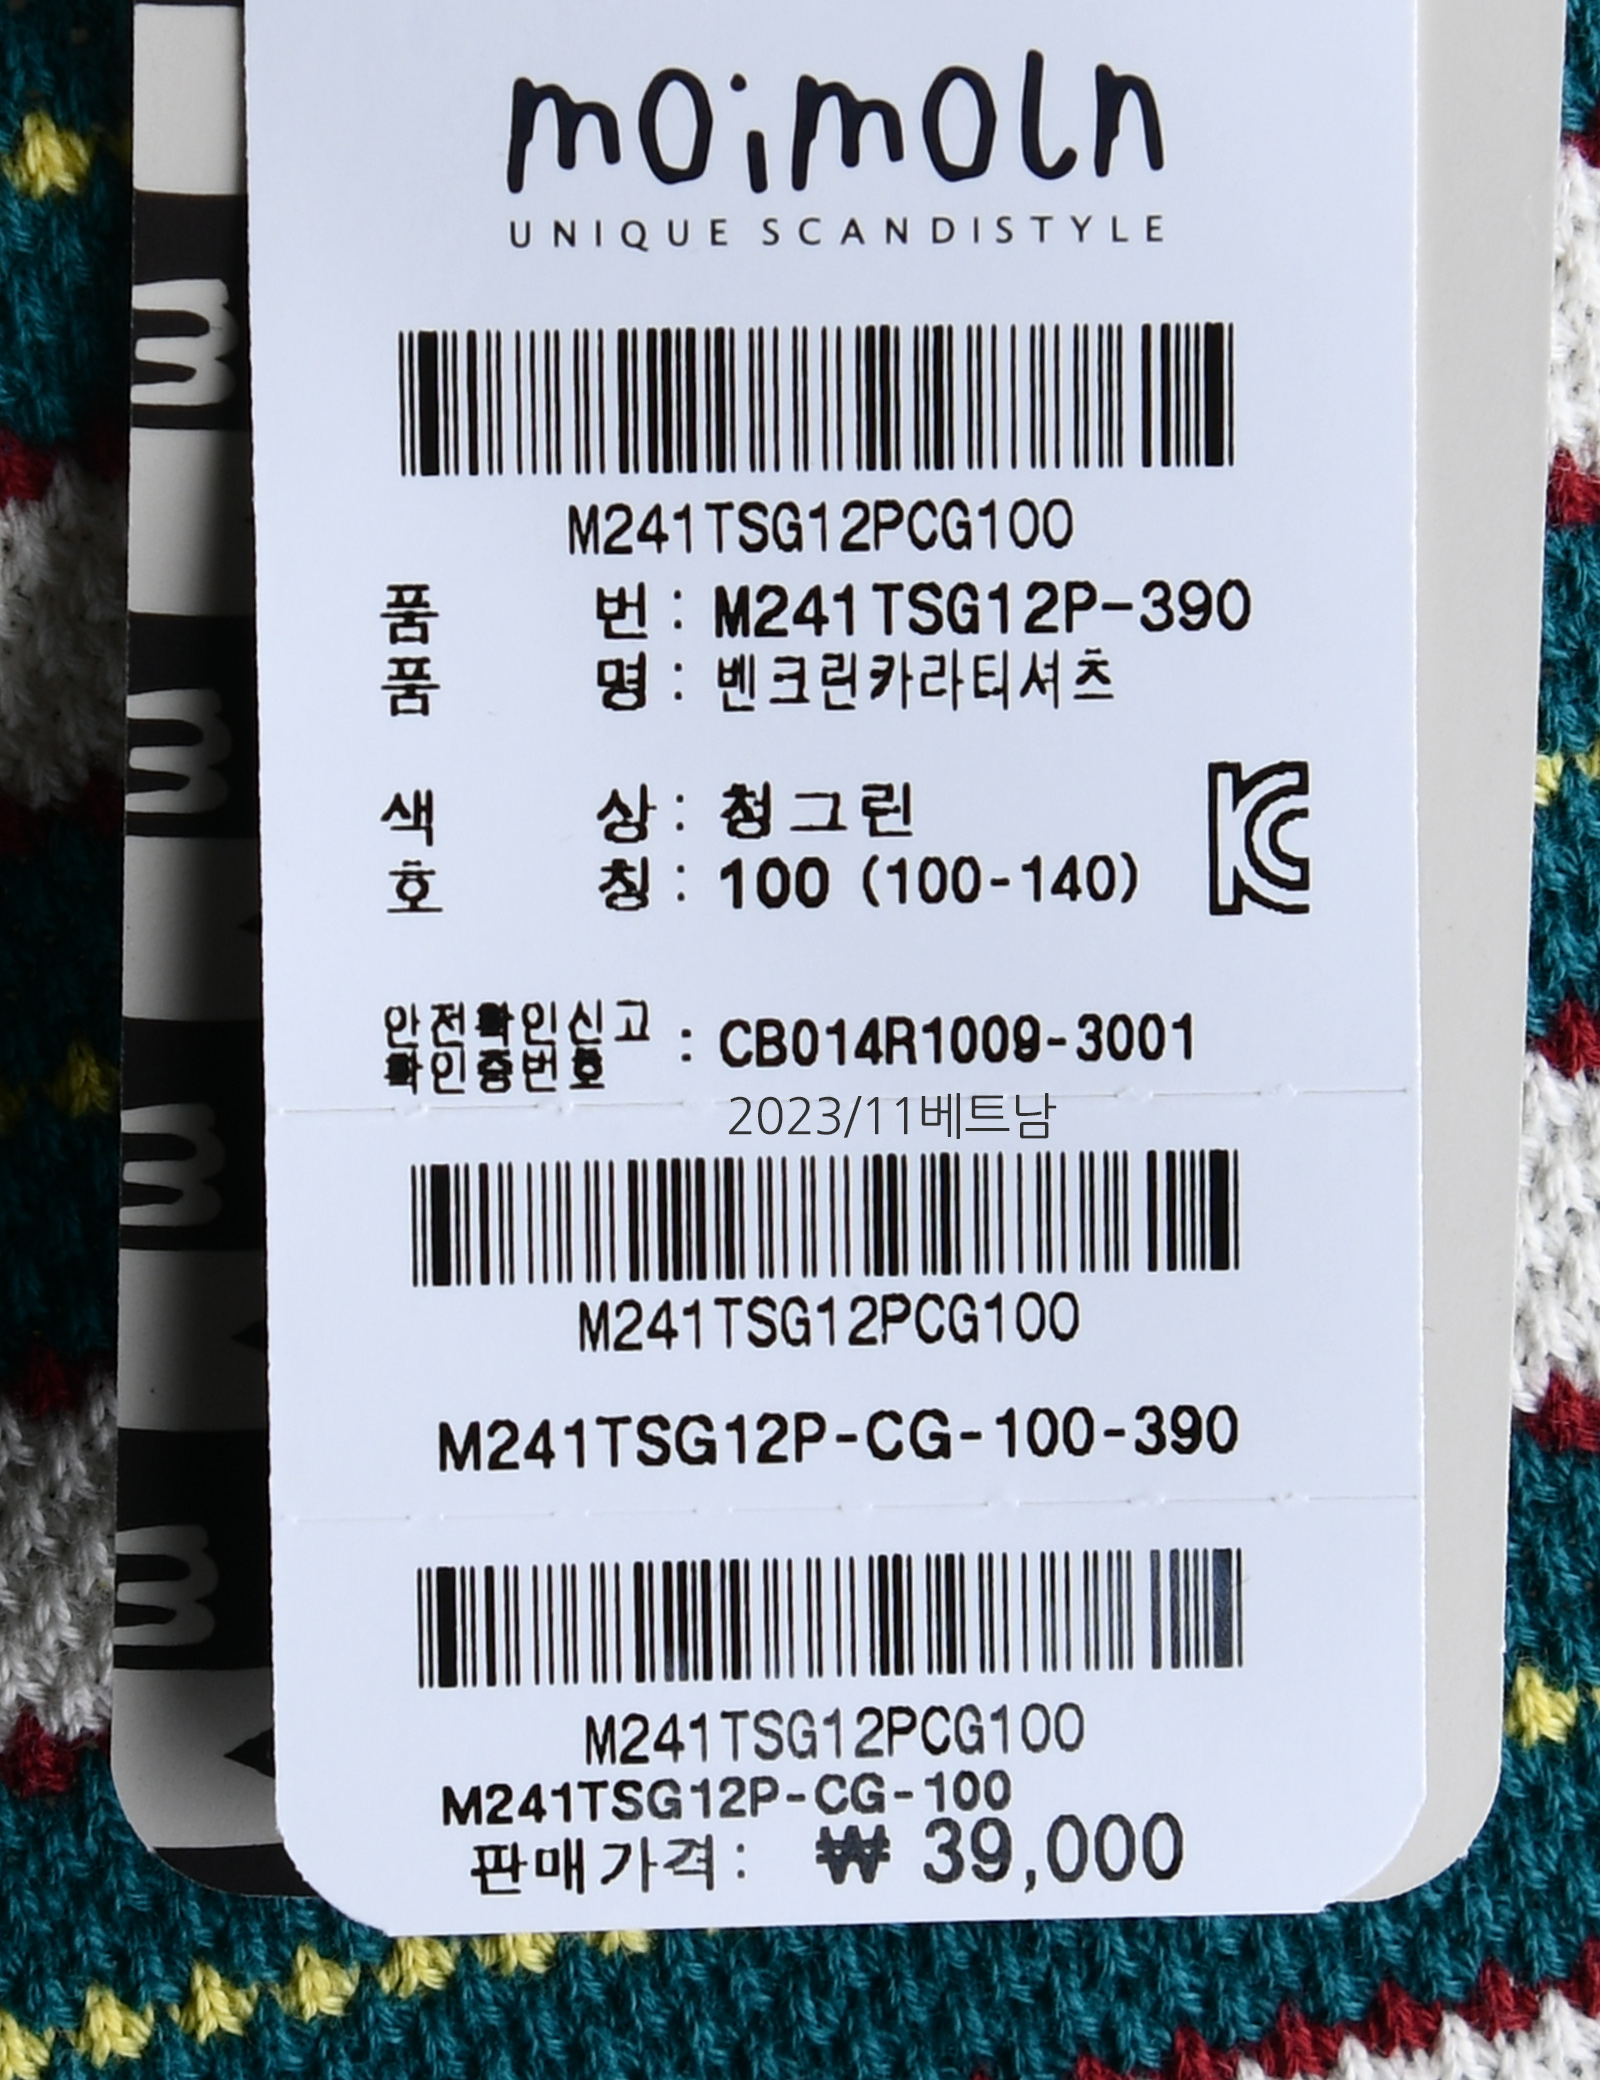 moimoln
UNIQUE SCANDISTYLE
M241TSG12PCG100
품 번 : M241TSG12P-390
품 명 : 벤크린카라티셔츠
색 상 : 청그린
호 칭 : 100 (100-140)
안전확인신고
확인증번호 : CB014R1009-3001
2023/11베트남
M241TSG12PCG100
M241TSG12P-CG-100-390
M241TSG12PCG100
M241TSG12P-CG-100
판매가격: ₩ 39,000